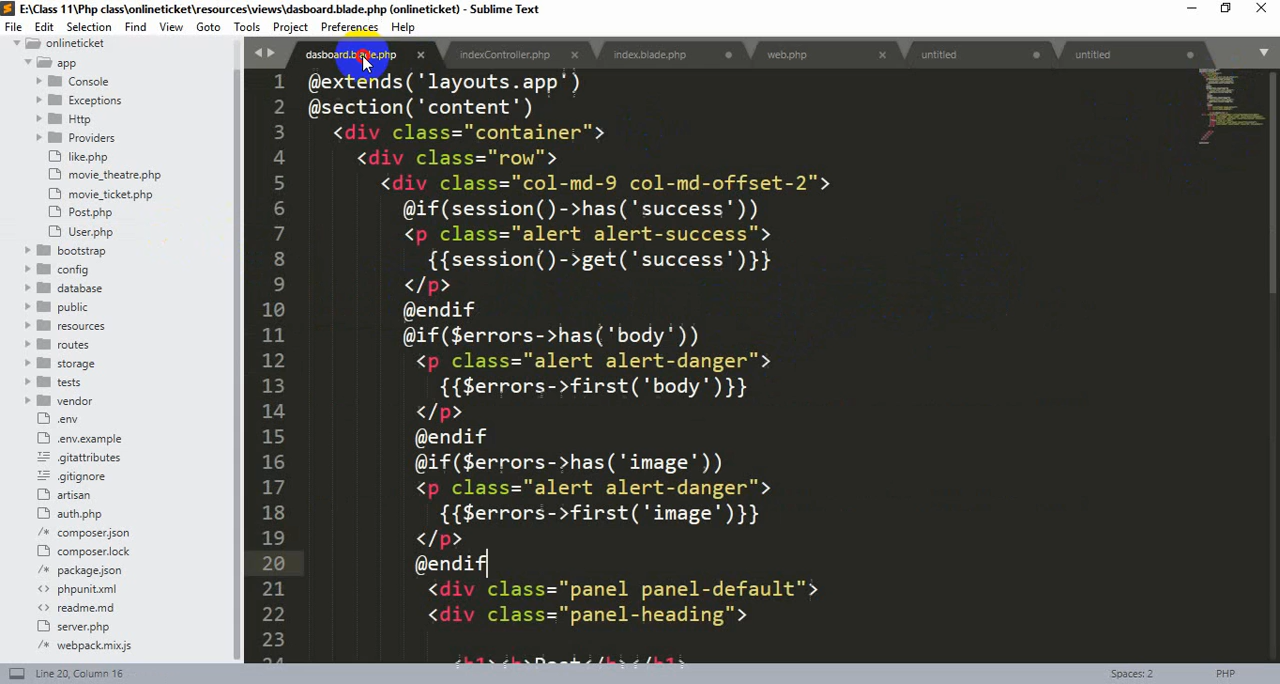 E:\Class 11\Php class\onlineticket\resources\views\dasboard.blade.php (onlineticket) - Sublime Text
File Edit Selection Find View Goto Tools Project Preferences Help
onlineticket
app
Console
Exceptions
Http
Providers
like.php
movie_theatre.php
movie_ticket.php
Post.php
User.php
bootstrap
config
database
public
resources
routes
storage
tests
vendor
.env
.env.example
.gitattributes
.gitignore
artisan
auth.php
composer.json
composer.lock
package.json
phpunit.xml
readme.md
server.php
webpack.mix.js
dasboard.blade.php indexController.php index.blade.php web.php untitled untitled
1 @extends('layouts.app')
2 @section('content')
3 <div class="container">
4 <div class="row">
5 <div class="col-md-9 col-md-offset-2">
6 @if(session()->has('success'))
7 <p class="alert alert-success">
8 {{session()->get('success')}}
9 </p>
10 @endif
11 @if($errors->has('body'))
12 <p class="alert alert-danger">
13 {{$errors->first('body')}}
14 </p>
15 @endif
16 @if($errors->has('image'))
17 <p class="alert alert-danger">
18 {{$errors->first('image')}}
19 </p>
20 @endif
21 <div class="panel panel-default">
22 <div class="panel-heading">
23
24 <h1><b>Post</b></h1>
Line 20, Column 16 Spaces: 2 PHP